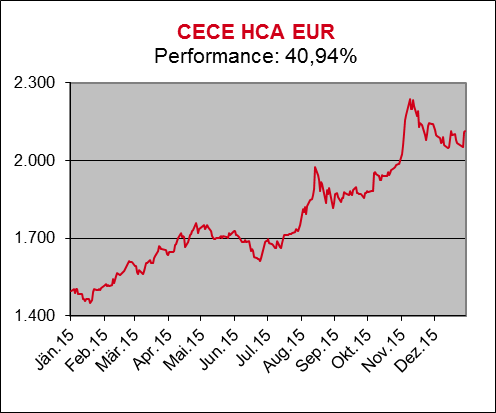 CECE HCA EUR
Performance: 40,94%
2.300
2.000
1.700
1.400
Jän.15
Feb.15
Mär.15
Apr.15
Mai.15
Jun.15
Jul.15
Aug.15
Sep.15
Okt.15
Nov.15
Dez.15